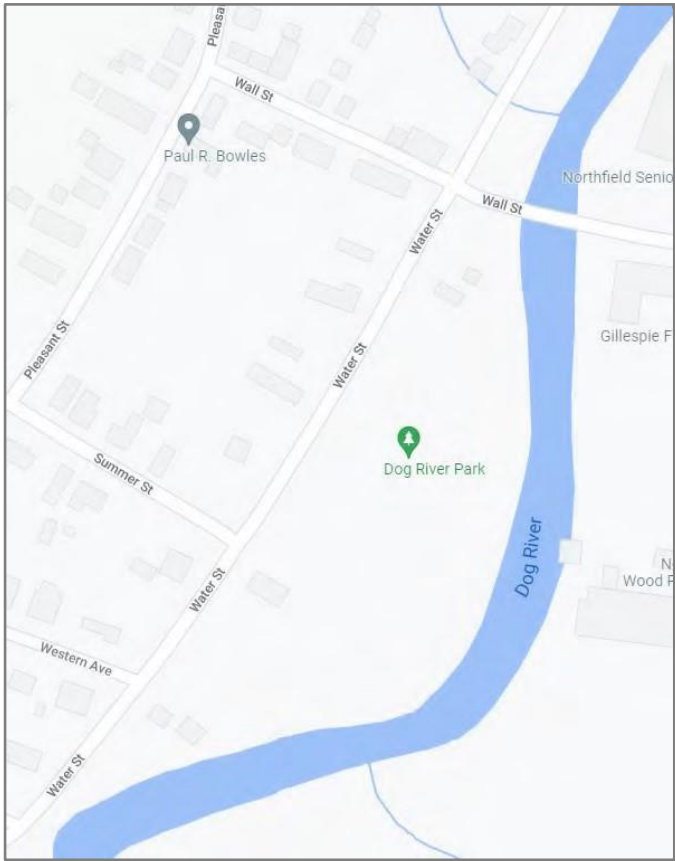 Pleasa
Wall St
Paul R. Bowles
Northfield Senio
Wall St
Water St
Gillespie F
Pleasant St
Water St
Dog River Park
Summer St
Dog River
N
Wood P
Water St
Western Ave
Water St